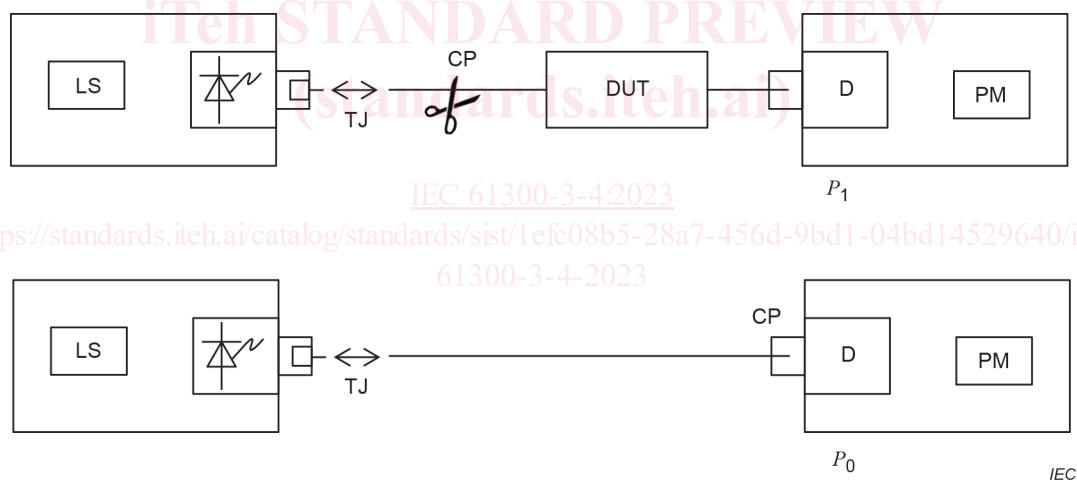 iTeh STANDARD PREVIEW
(standards.iteh.ai)
LS
TJ
CP
DUT
D
PM
P1
IEC 61300-3-4:2023
ps://standards.iteh.ai/catalog/standards/sist/1efc08b5-28a7-456d-9bd1-04bd14529640/i
61300-3-4-2023
LS
TJ
CP
D
PM
P0
IEC